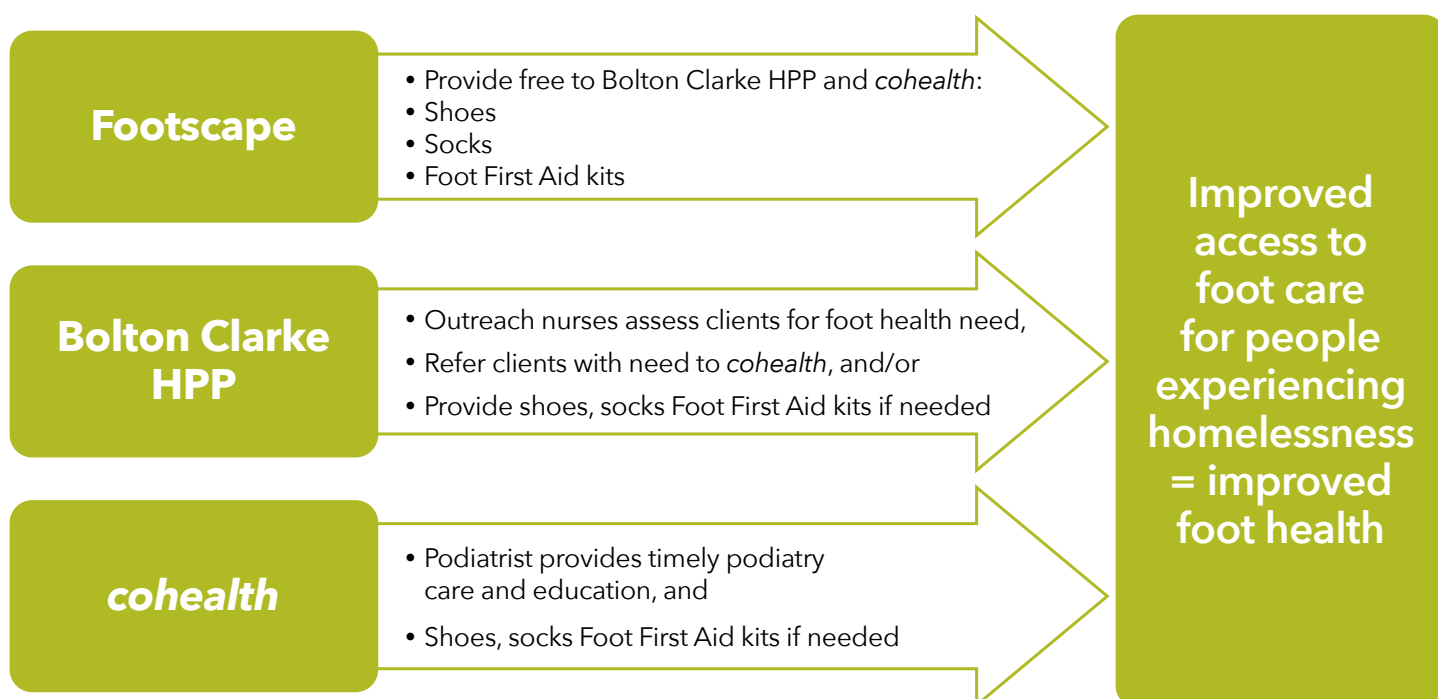 Footscape
• Provide free to Bolton Clarke HPP and cohealth:
• Shoes
• Socks
• Foot First Aid kits
Bolton Clarke
HPP
• Outreach nurses assess clients for foot health need,
• Refer clients with need to cohealth, and/or
• Provide shoes, socks Foot First Aid kits if needed
cohealth
• Podiatrist provides timely podiatry
care and education, and
• Shoes, socks Foot First Aid kits if needed
Improved
access to
foot care
for people
experiencing
homelessness
= improved
foot health